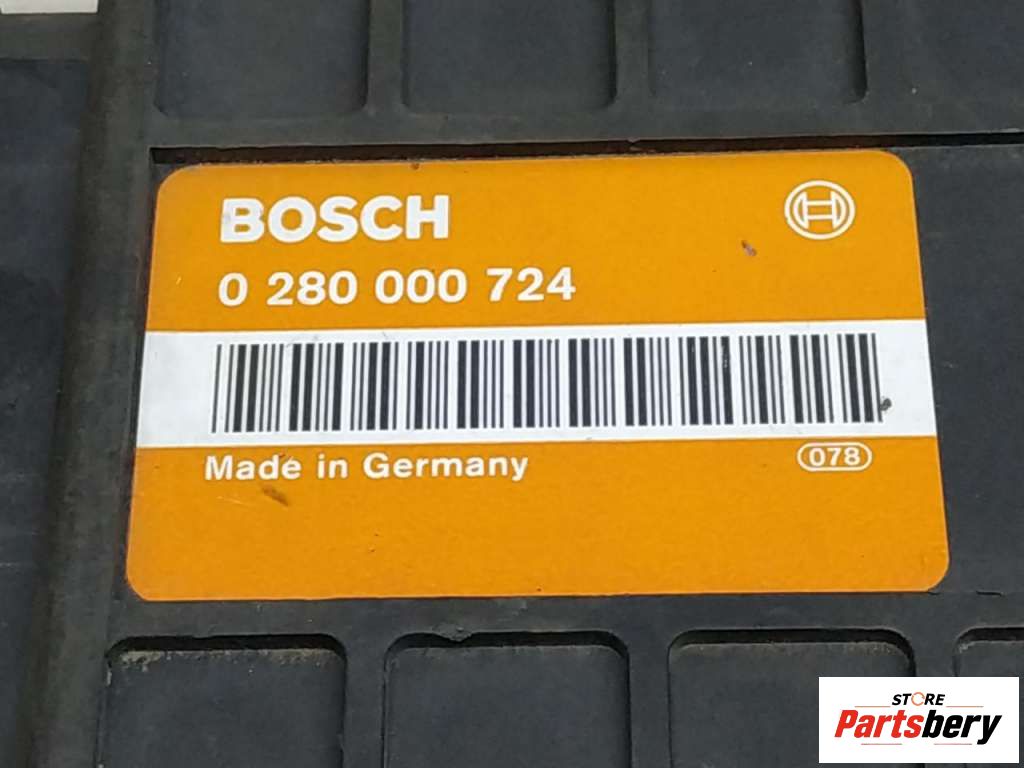 BOSCH
0 280 000 724
Made in Germany
078
STORE
Partsbery